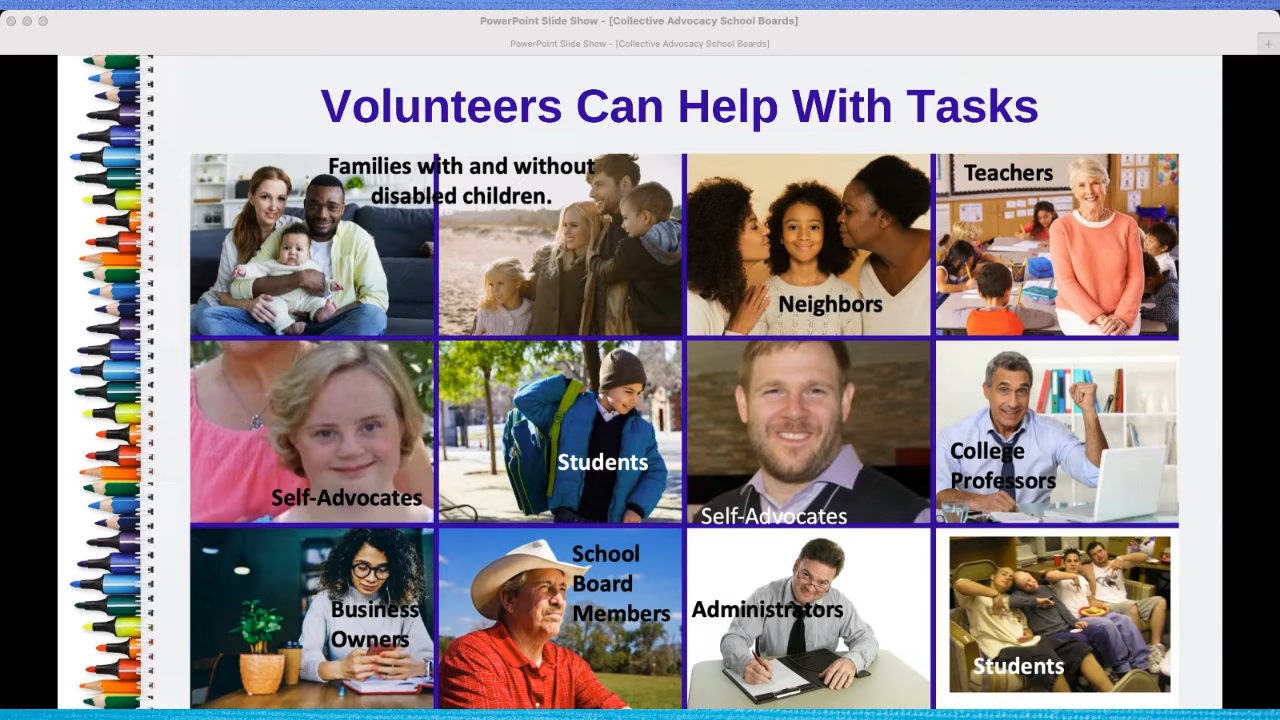 PowerPoint Slide Show - [Collective Advocacy School Boards]
PowerPoint Slide Show - [Collective Advocacy School Boards]
Volunteers Can Help With Tasks
Families with and without
disabled children.
Neighbors
Teachers
Self-Advocates
Students
Self-Advocates
College
Professors
Business
Owners
School
Board
Members
Administrators
Students